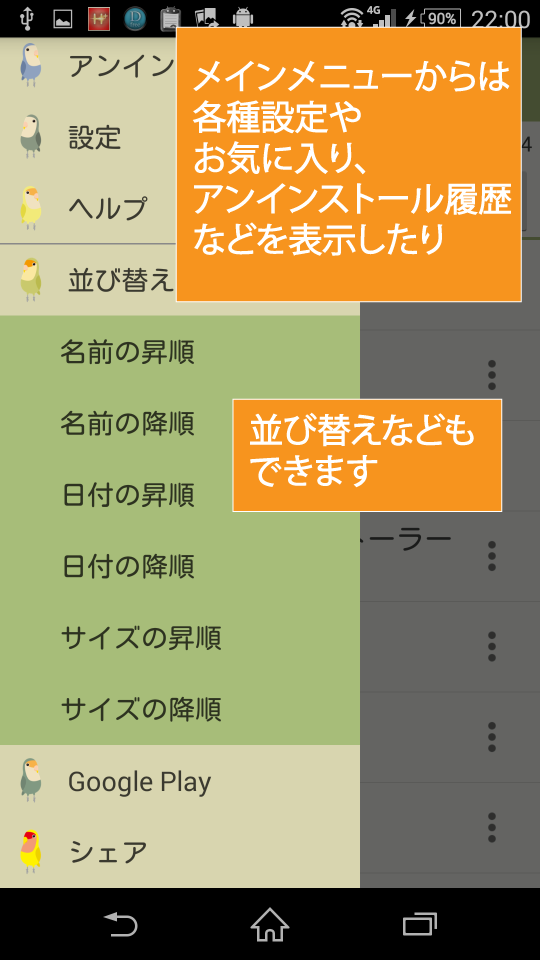 4G
90%
22:00
アンイン
メインメニューからは
各種設定や
お気に入り、
アンインストール履歴
などを表示したり
設定
4
ヘルプ
並び替え
名前の昇順
名前の降順
並び替えなども
できます
日付の昇順
ーラー
日付の降順
サイズの昇順
サイズの降順
Google Play
シェア